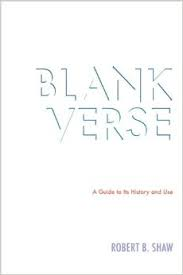 BLANK
VERSE
A Guide to Its History and Use
ROBERT B. SHAW